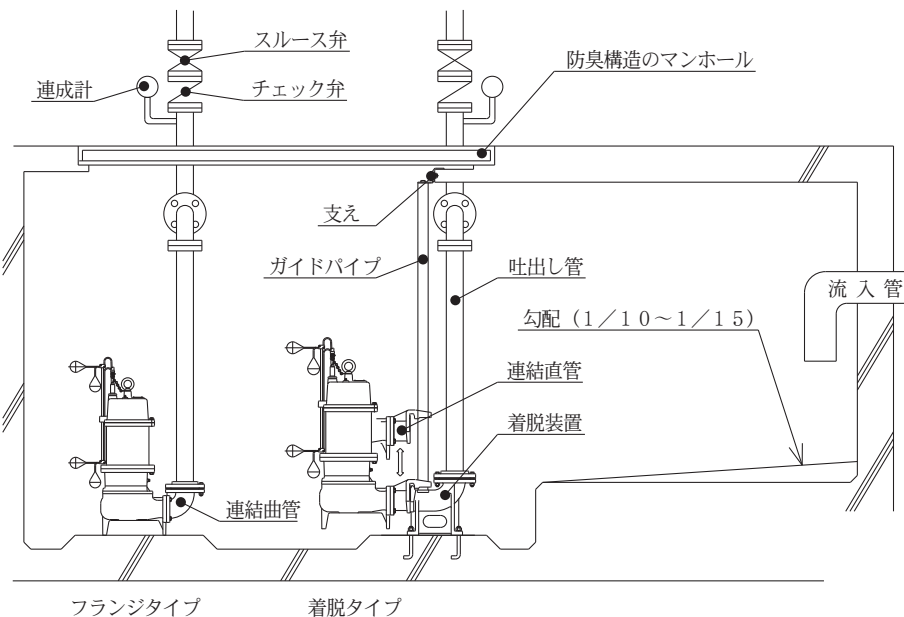 スルース弁
防臭構造のマンホール
連成計
チェック弁
支え
ガイドパイプ
吐出し管
流入管
勾配（１／１０～１／１５）
連結直管
着脱装置
連結曲管
フランジタイプ
着脱タイプ